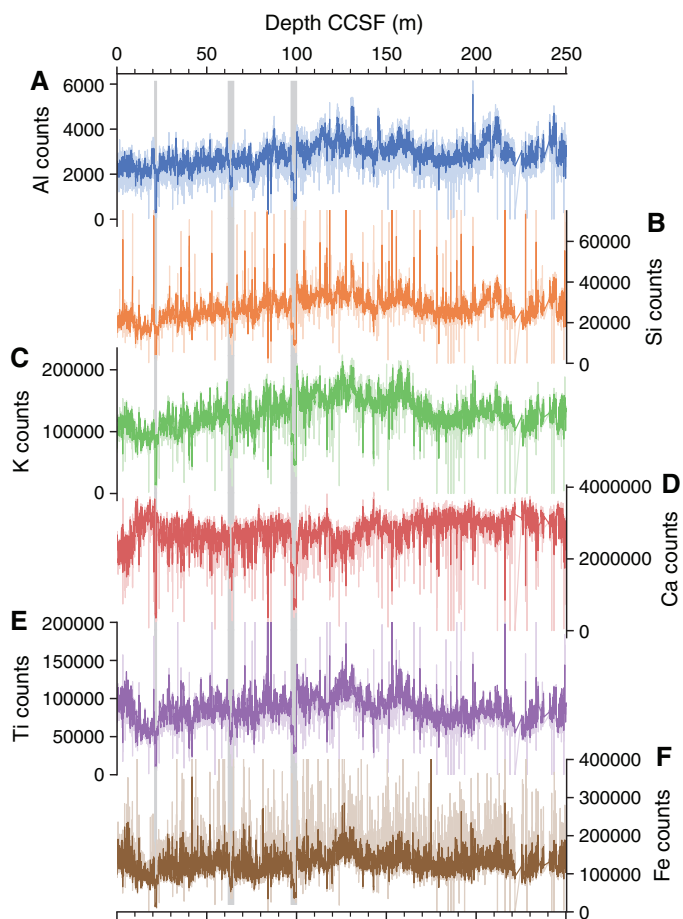 Depth CCSF (m)
0 50 100 150 200 250
A
6000
4000
2000
0
Al counts
B
60000
40000
20000
0
Si counts
C
200000
100000
0
K counts
D
4000000
2000000
0
Ca counts
E
200000
150000
100000
50000
0
Ti counts
F
400000
300000
200000
100000
0
Fe counts